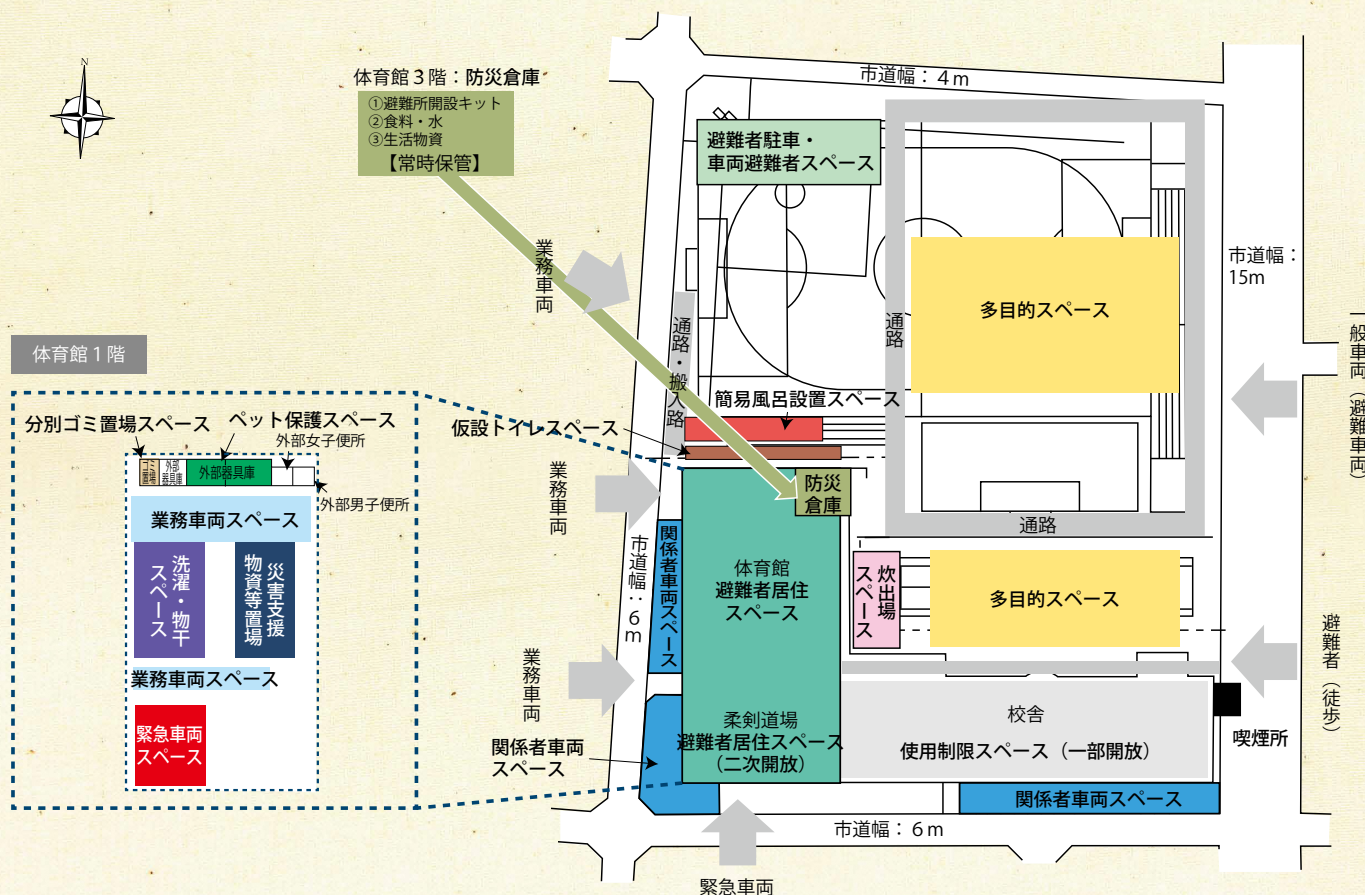 N
体育館3階：防災倉庫
①避難所開設キット
②食料・水
③生活物資
【常時保管】
市道幅：4m
避難者駐車・
車両避難者スペース
市道幅：
15m
業務車両
多目的スペース
通路
通路・搬入路
一般車両（避難車両）
体育館1階
分別ゴミ置場スペース
ペット保護スペース
外部女子便所
ゴミ
置場
外部
器具庫
外部器具庫
外部男子便所
業務車両スペース
洗濯・物干
スペース
災害支援
物資等置場
業務車両スペース
緊急車両
スペース
簡易風呂設置スペース
仮設トイレスペース
業務車両
防災
倉庫
通路
市道幅：6m
関係者車両スペース
体育館
避難者居住
スペース
炊出場
スペース
多目的スペース
避難者（徒歩）
業務車両
関係者車両
スペース
柔剣道場
避難者居住スペース
（二次開放）
校舎
使用制限スペース（一部開放）
喫煙所
関係者車両スペース
市道幅：6m
緊急車両